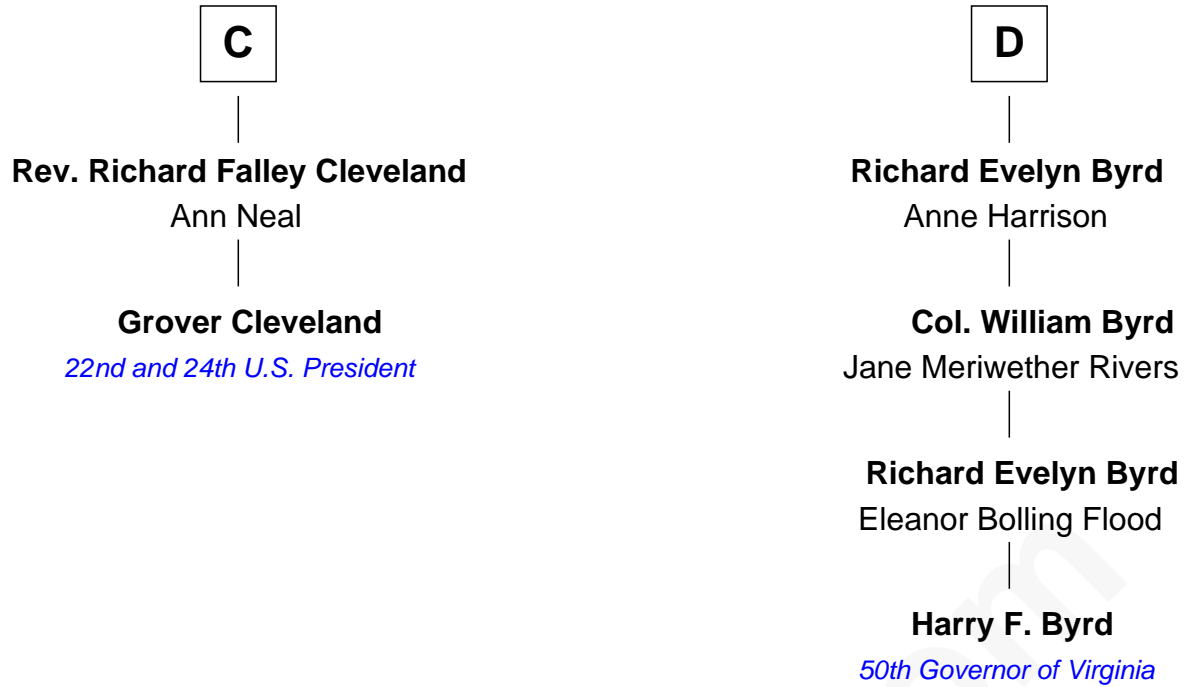 C
Rev. Richard Falley Cleveland
Ann Neal
Grover Cleveland
22nd and 24th U.S. President
D
Richard Evelyn Byrd
Anne Harrison
Col. William Byrd
Jane Meriwether Rivers
Richard Evelyn Byrd
Eleanor Bolling Flood
Harry F. Byrd
50th Governor of Virginia